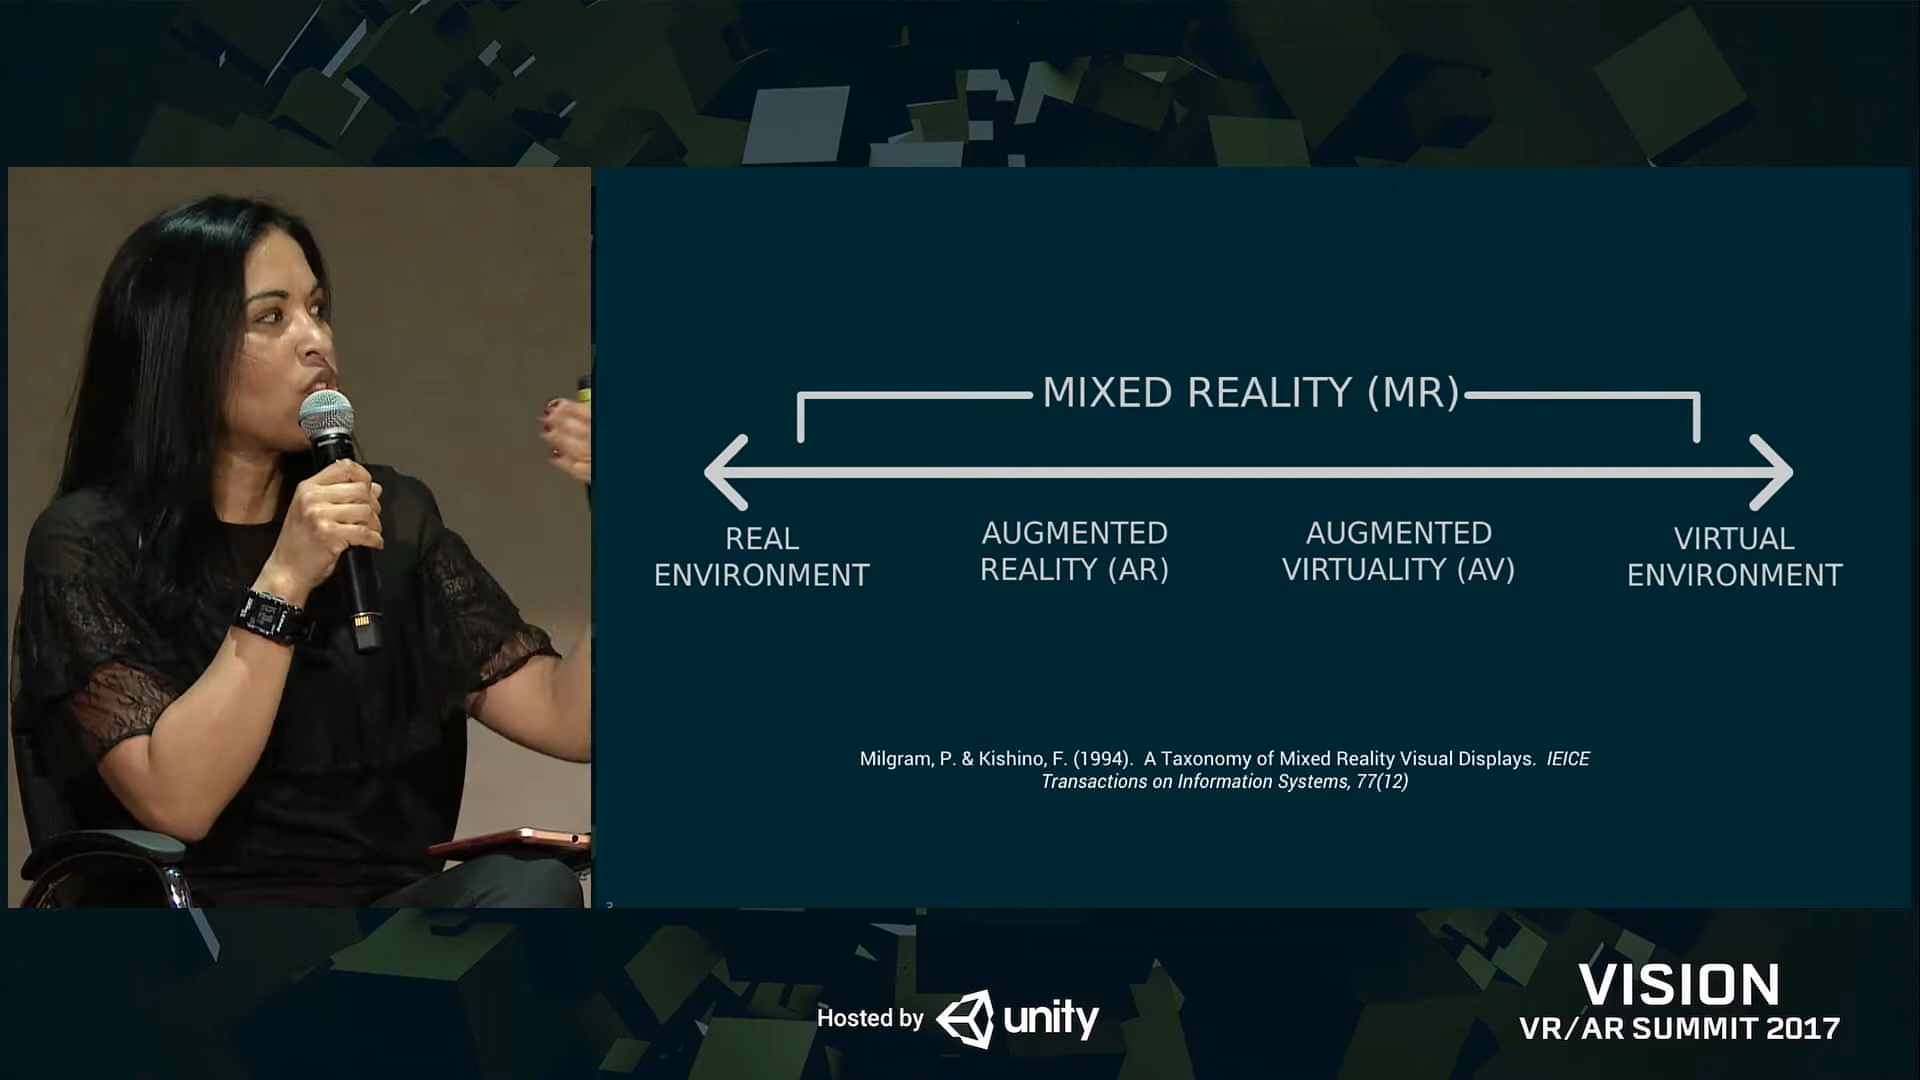 MIXED REALITY (MR)
REAL
ENVIRONMENT
AUGMENTED
REALITY (AR)
AUGMENTED
VIRTUALITY (AV)
VIRTUAL
ENVIRONMENT
Milgram, P. & Kishino, F. (1994). A Taxonomy of Mixed Reality Visual Displays. IEICE
Transactions on Information Systems, 77(12)
3
Hosted by unity
VISION
VR/AR SUMMIT 2017